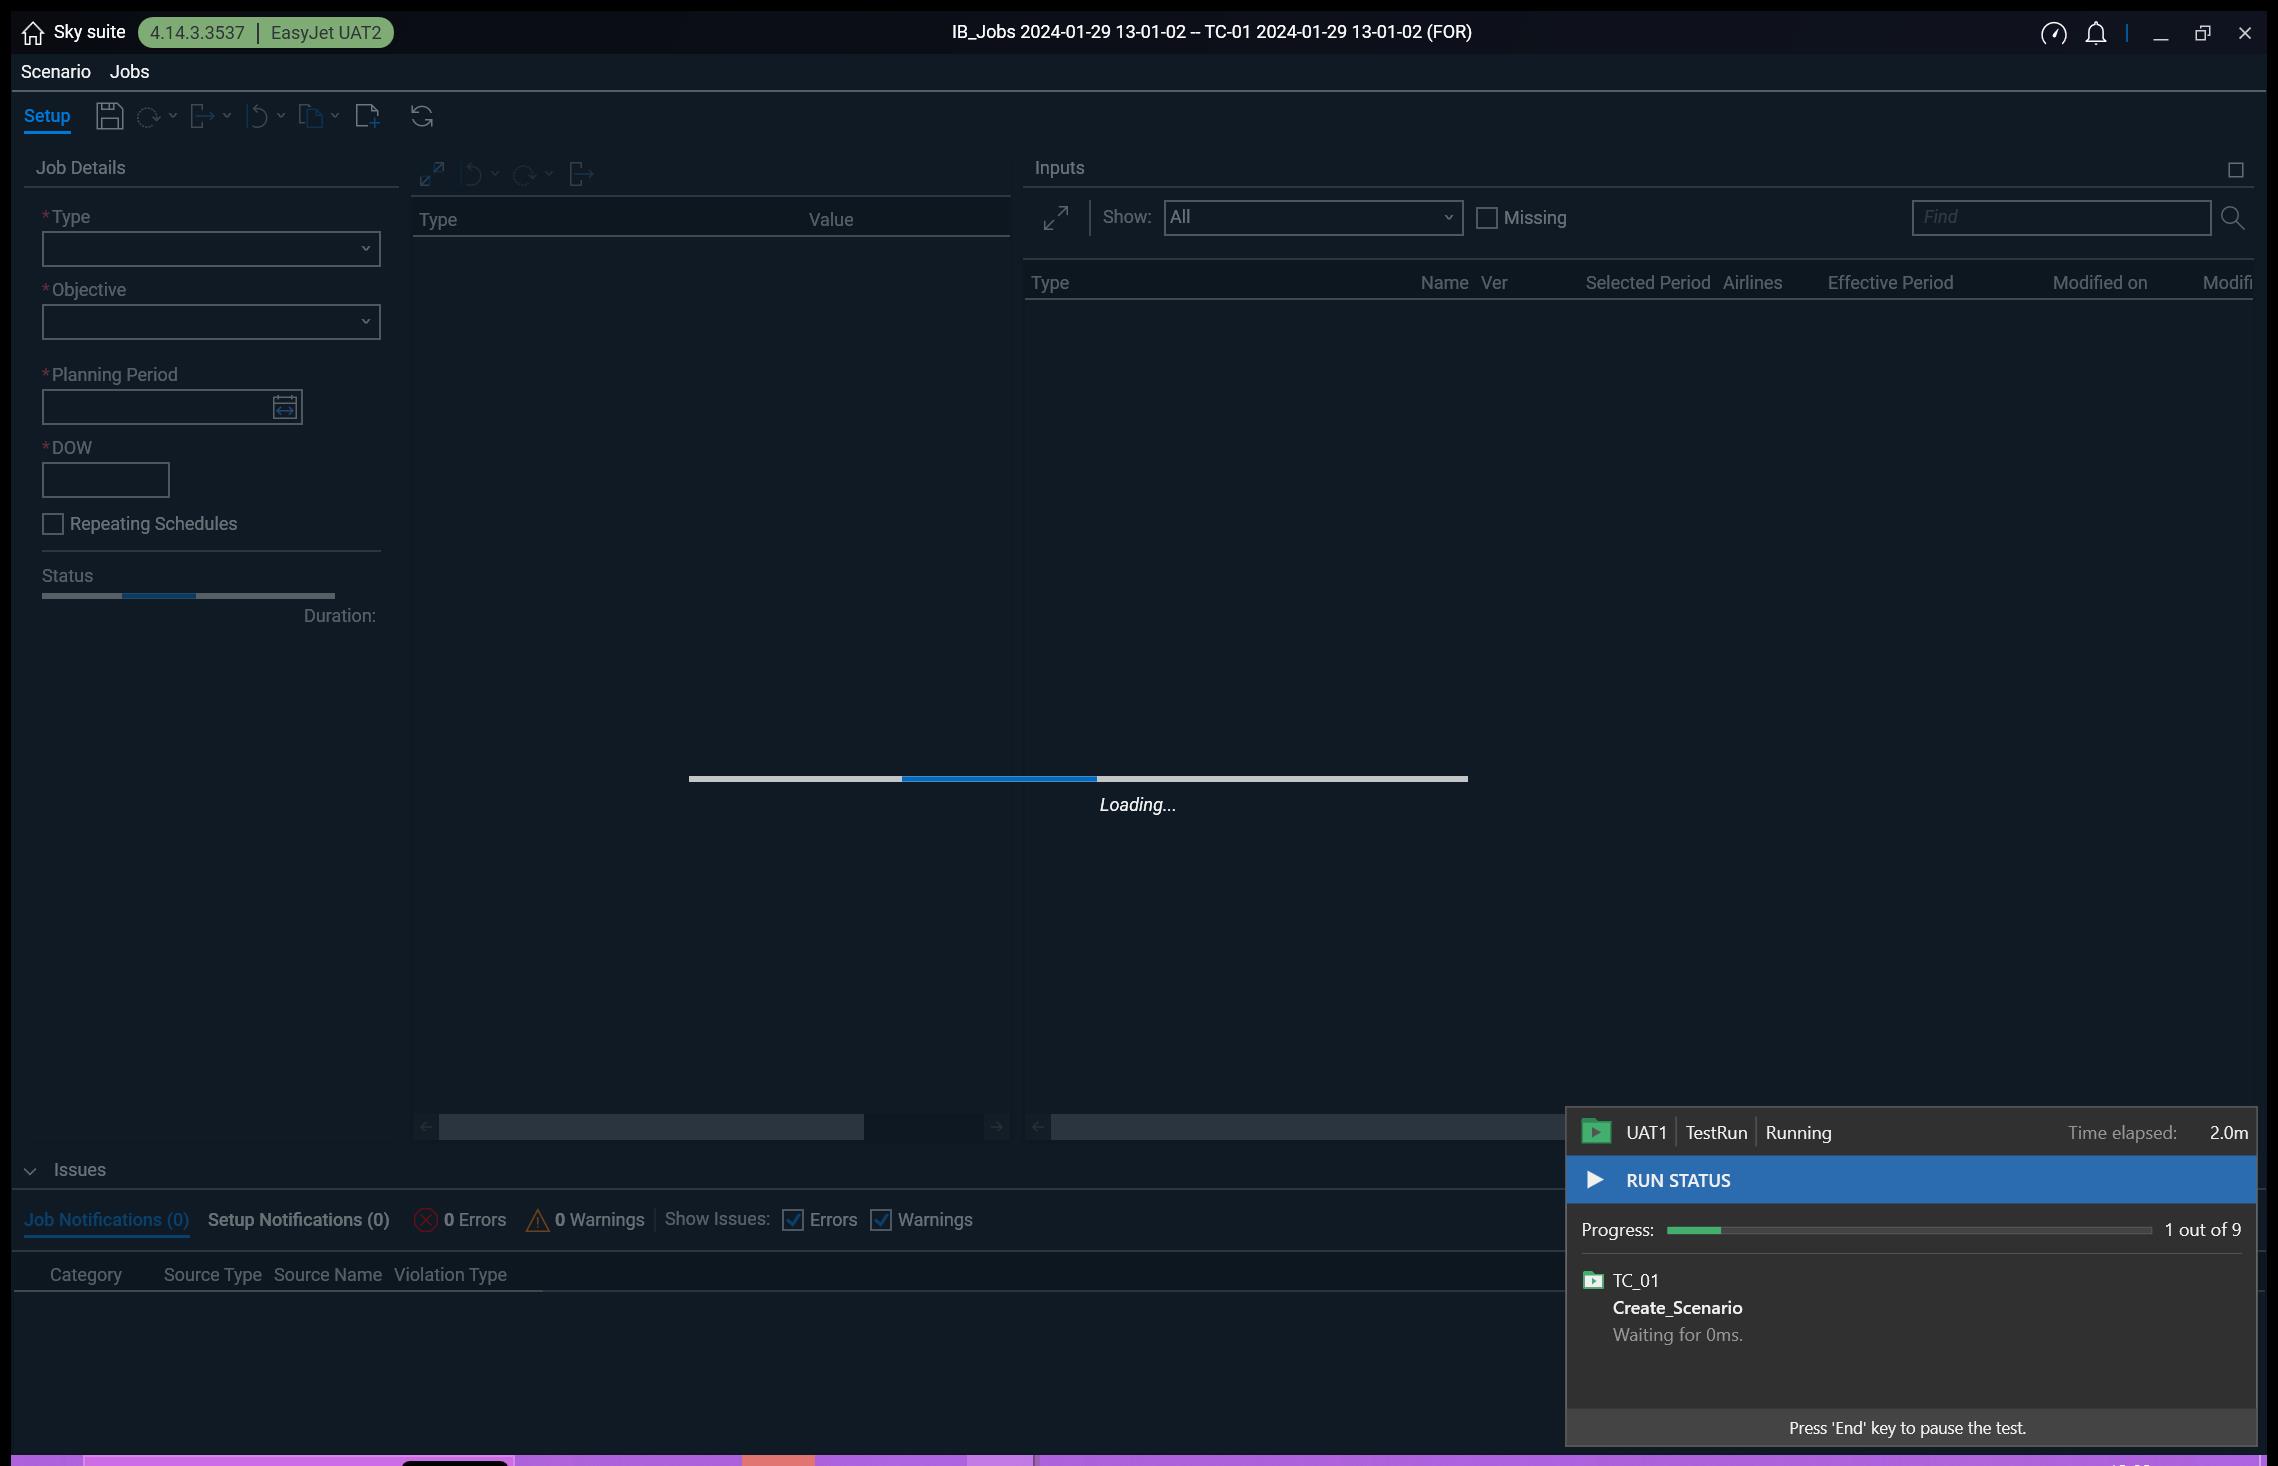 Sky suite 4.14.3.3537 | EasyJet UAT2 IB_Jobs 2024-01-29 13-01-02 -- TC-01 2024-01-29 13-01-02 (FOR)
Scenario Jobs
Setup
Job Details
*Type
*Objective
*Planning Period
*DOW
Repeating Schedules
Status
Duration:
Type Value
Inputs
Show: All Missing Find
Type Name Ver Selected Period Airlines Effective Period Modified on Modifi
Loading...
Issues
Job Notifications (0) Setup Notifications (0) 0 Errors 0 Warnings Show Issues: Errors Warnings
Category Source Type Source Name Violation Type
UAT1 TestRun Running Time elapsed: 2.0m
RUN STATUS
Progress: 1 out of 9
TC_01
Create_Scenario
Waiting for 0ms.
Press 'End' key to pause the test.